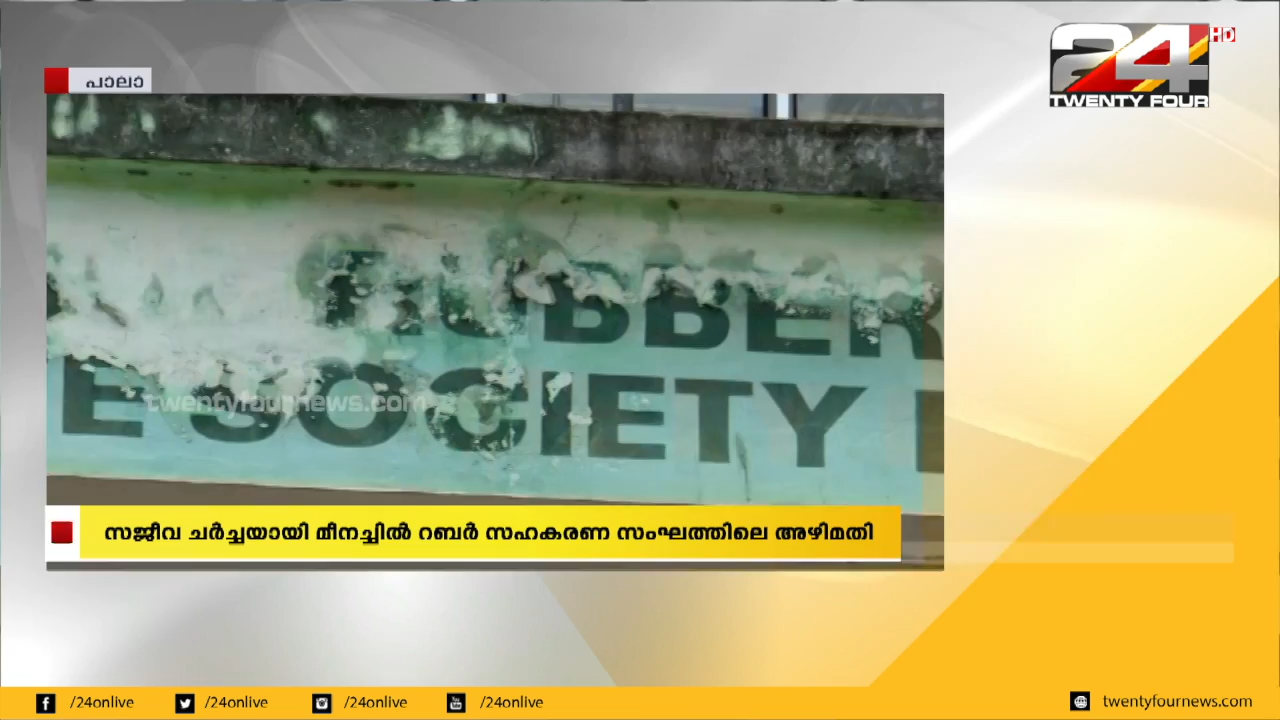 പാലാ
24
HD
TWENTY FOUR
RUBBER
E SOCIETY
twentyfournews.com
സജീവ ചർച്ചയായി മീനച്ചിൽ റബർ സഹകരണ സംഘത്തിലെ അഴിമതി
/24onlive
/24onlive
/24onlive
/24onlive
twentyfournews.com